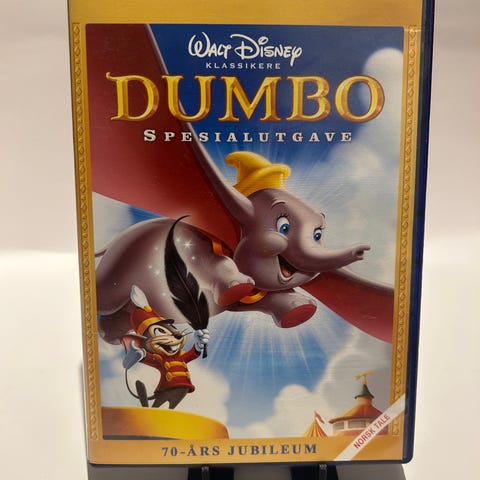 WALT DISNEY
KLASSIKERE
DUMBO
SPESIALUTGAVE
NORSK TALE
70-ÅRS JUBILEUM